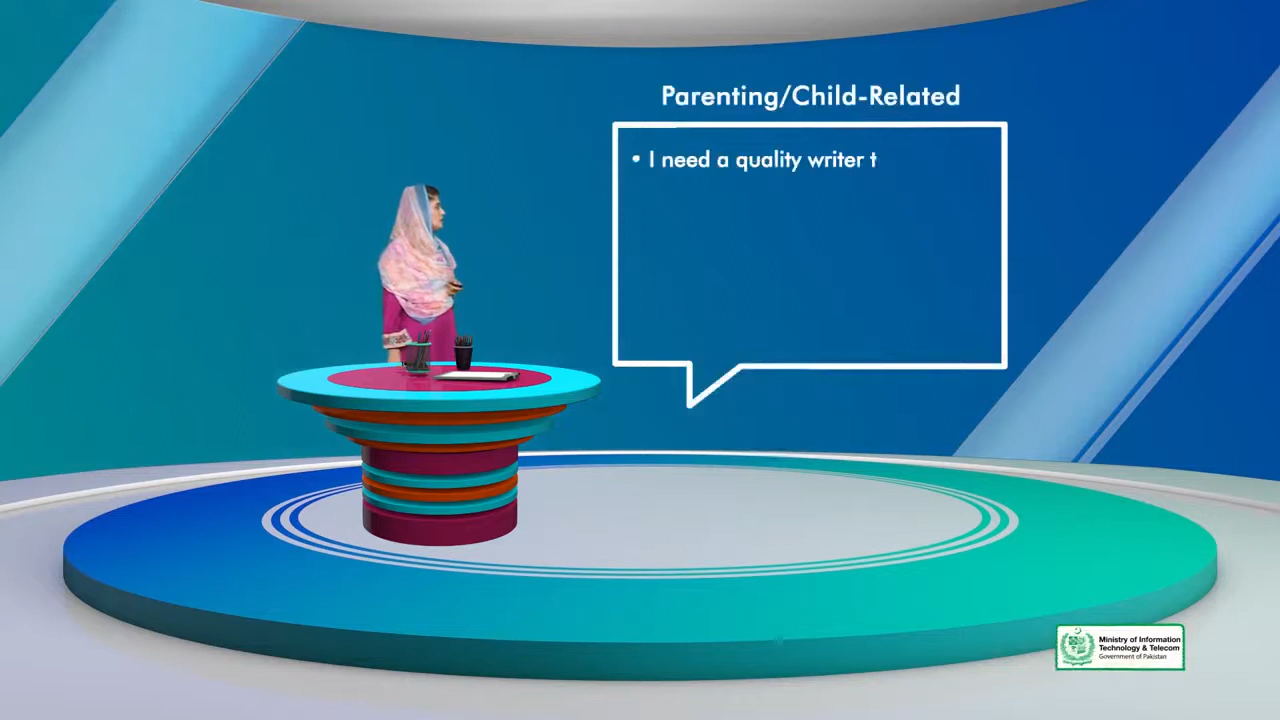 Parenting/Child-Related
• I need a quality writer t
Ministry of Information
Technology & Telecom
Government of Pakistan